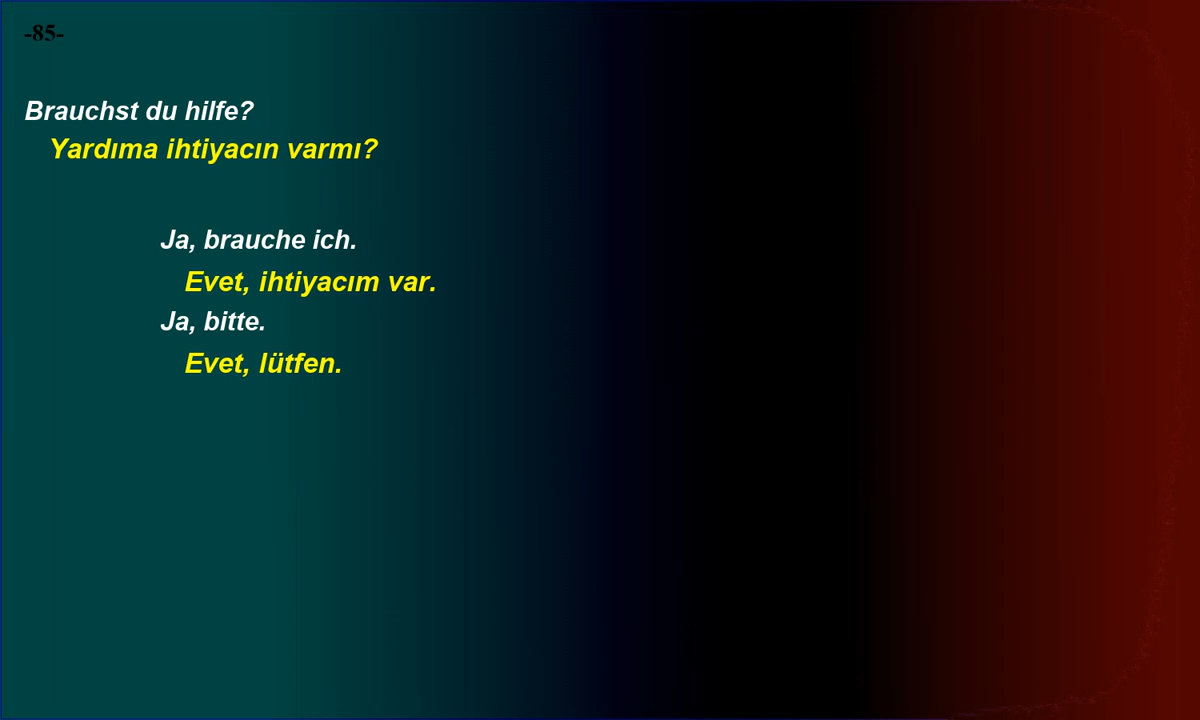 -85-
Brauchst du hilfe?
Yardıma ihtiyacın varmı?
Ja, brauche ich.
Evet, ihtiyacım var.
Ja, bitte.
Evet, lütfen.